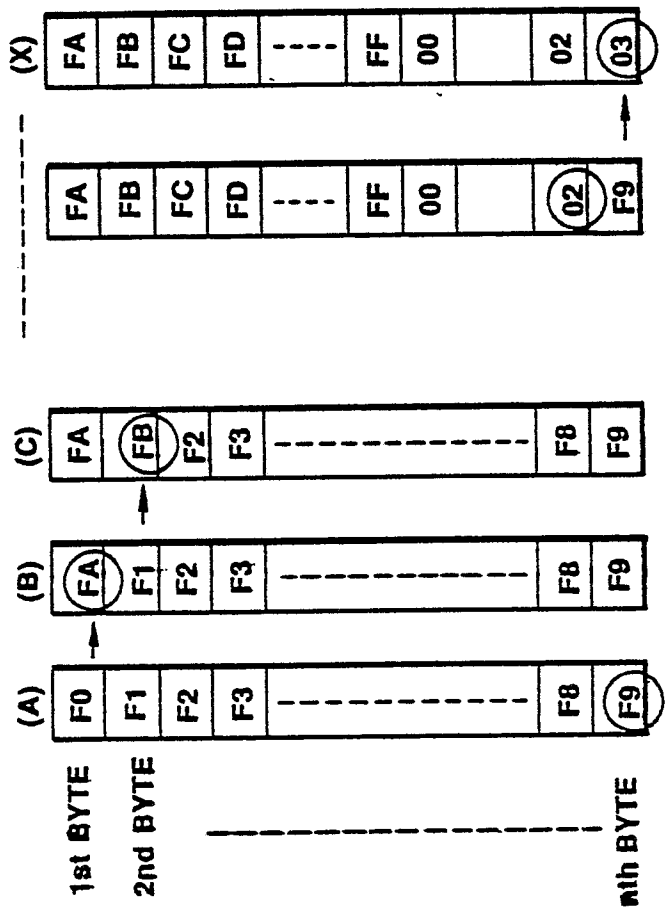 (A) (B) (C) (X)
1st BYTE F0 FA FA FA FA
2nd BYTE F1 F1 FB FB FB
F2 F2 F2 FC FC
F3 F3 F3 FD FD
FF FF
00 00
F8 F8 F8 02 02
nth BYTE F9 F9 F9 F9 03